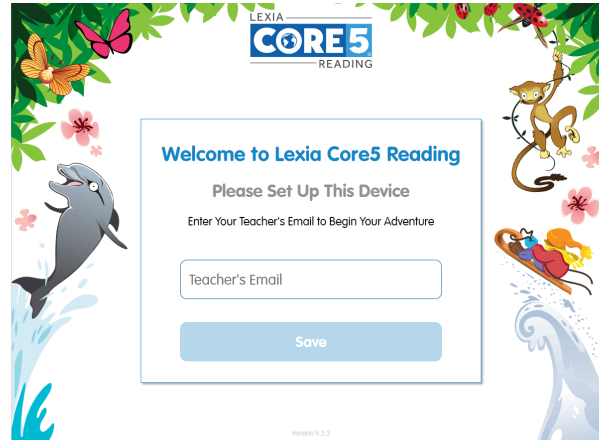 LEXIA
CORE5
READING
Welcome to Lexia Core5 Reading
Please Set Up This Device
Enter Your Teacher's Email to Begin Your Adventure
Teacher's Email
Save
Version 4.2.3